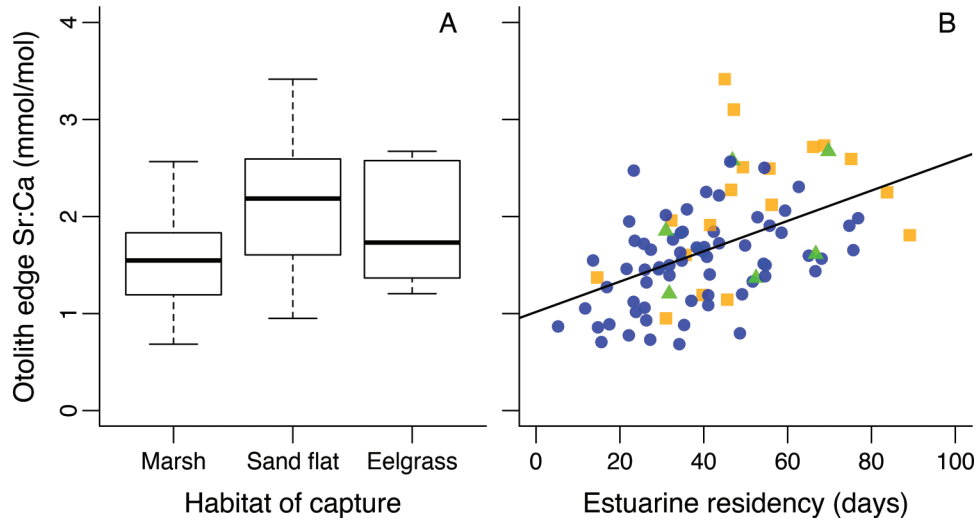 A
B
Otolith edge Sr:Ca (mmol/mol)
4
3
2
1
0
Marsh Sand flat Eelgrass
0 20 40 60 80 100
Habitat of capture
Estuarine residency (days)